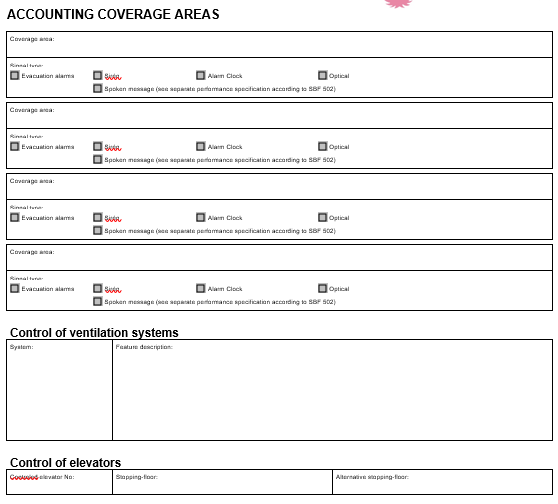 ACCOUNTING COVERAGE AREAS
Coverage area:
Signal type:
Evacuation alarms Alarm Clock Optical
Spoken message (see separate performance specification according to SBF 502)
Coverage area:
Signal type:
Evacuation alarms Alarm Clock Optical
Spoken message (see separate performance specification according to SBF 502)
Coverage area:
Signal type:
Evacuation alarms Alarm Clock Optical
Spoken message (see separate performance specification according to SBF 502)
Coverage area:
Signal type:
Evacuation alarms Alarm Clock Optical
Spoken message (see separate performance specification according to SBF 502)
Control of ventilation systems
System: Feature description:
Control of elevators
Controlled elevator No: Stopping-floor: Alternative stopping-floor: